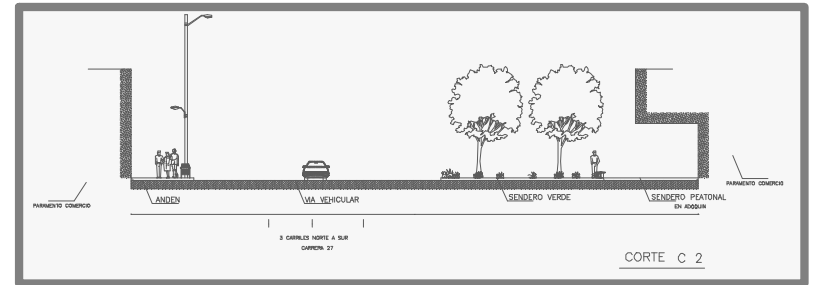 PARAMENTO COMERCIO
ANDEN
VIA VEHICULAR
SENDERO VERDE
SENDERO PEATONAL
EN ADOQUIN
PARAMENTO COMERCIO
3 CARRILES NORTE A SUR
CARRERA 27
CORTE C 2